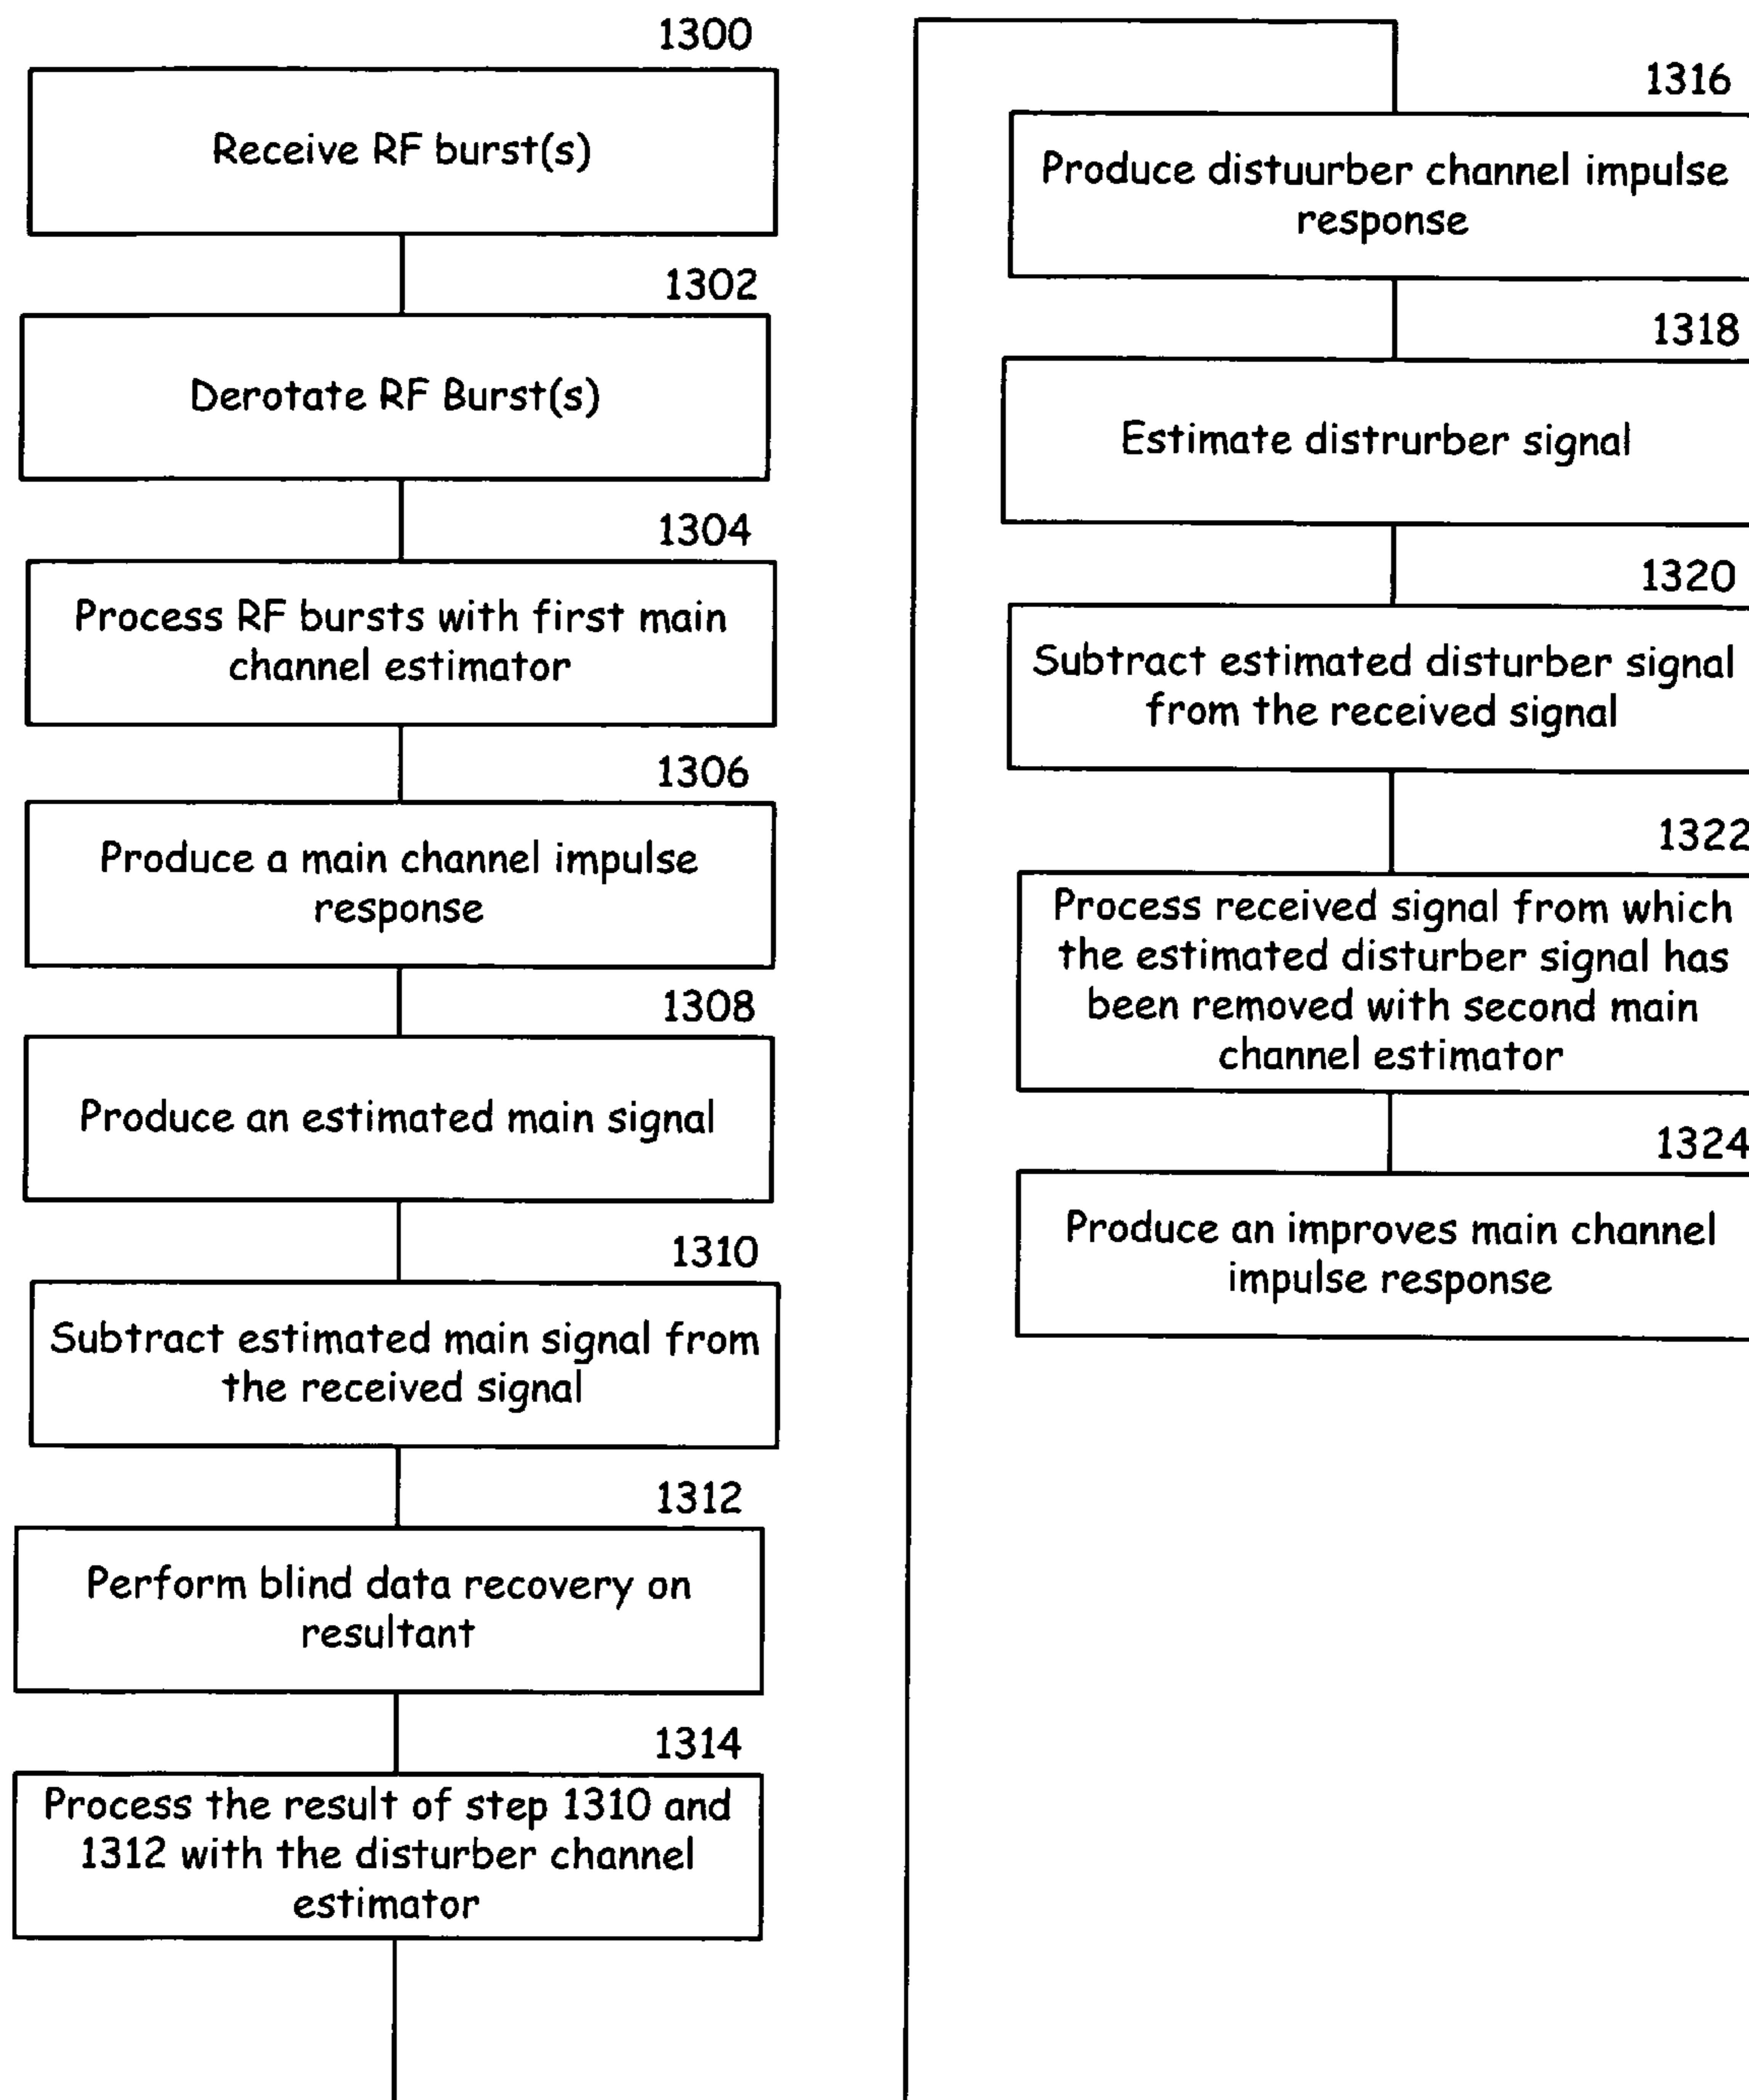 1300
Receive RF burst(s)
1302
Derotate RF Burst(s)
1304
Process RF bursts with first main
channel estimator
1306
Produce a main channel impulse
response
1308
Produce an estimated main signal
1310
Subtract estimated main signal from
the received signal
1312
Perform blind data recovery on
resultant
1314
Process the result of step 1310 and
1312 with the disturber channel
estimator
1316
Produce distuurber channel impulse
response
1318
Estimate distrurber signal
1320
Subtract estimated disturber signal
from the received signal
1322
Process received signal from which
the estimated disturber signal has
been removed with second main
channel estimator
1324
Produce an improves main channel
impulse response